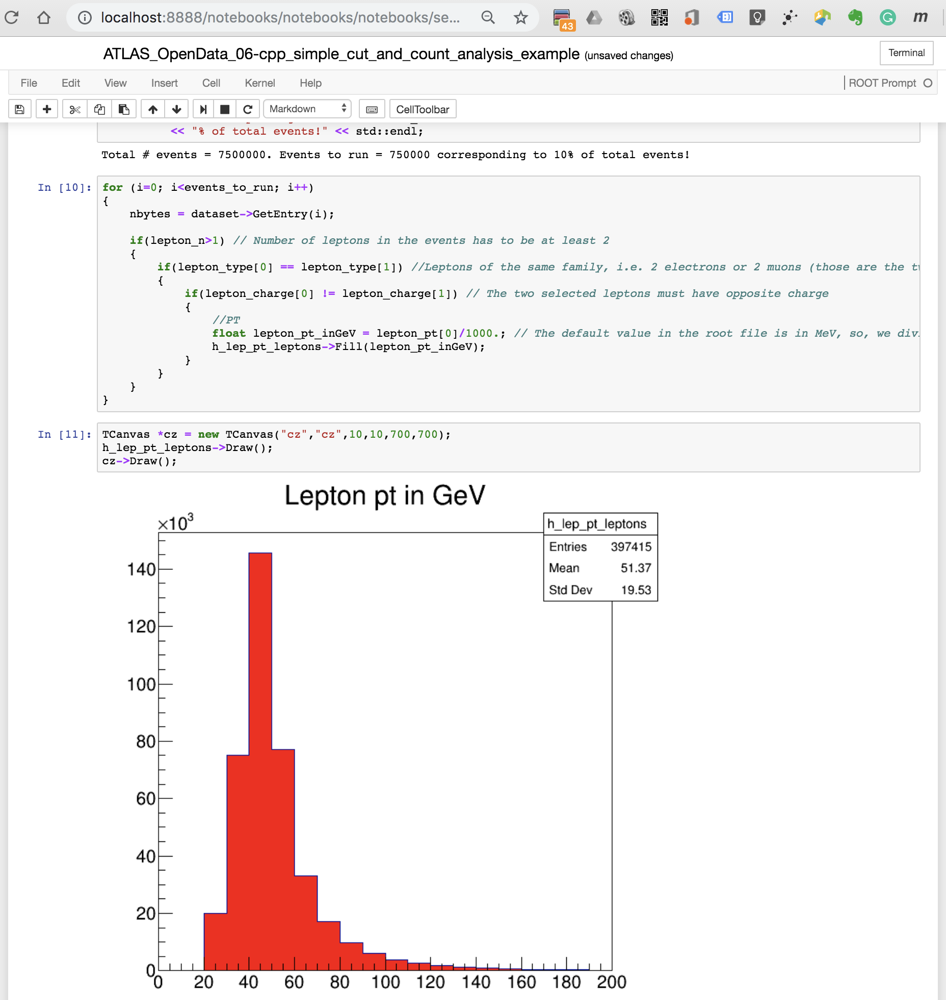 localhost:8888/notebooks/notebooks/notebooks/se...
43
m
ATLAS_OpenData_06-cpp_simple_cut_and_count_analysis_example (unsaved changes)
Terminal
File Edit View Insert Cell Kernel Help
ROOT Prompt
Markdown
CellToolbar
<< "% of total events!" << std::endl;
Total # events = 7500000. Events to run = 750000 corresponding to 10% of total events!
In [10]:
for (i=0; i<events_to_run; i++)
{
nbytes = dataset->GetEntry(i);
if(lepton_n>1) // Number of leptons in the events has to be at least 2
{
if(lepton_type[0] == lepton_type[1]) //Leptons of the same family, i.e. 2 electrons or 2 muons (those are the
{
if(lepton_charge[0] != lepton_charge[1]) // The two selected leptons must have opposite charge
{
//PT
float lepton_pt_inGeV = lepton_pt[0]/1000.; // The default value in the root file is in MeV, so, we
h_lep_pt_leptons->Fill(lepton_pt_inGeV);
}
}
}
}
In [11]:
TCanvas *cz = new TCanvas("cz","cz",10,10,700,700);
h_lep_pt_leptons->Draw();
cz->Draw();
Lepton pt in GeV
×10³
h_lep_pt_leptons
Entries 397415
Mean 51.37
Std Dev 19.53
140
120
100
80
60
40
20
0
0 20 40 60 80 100 120 140 160 180 200